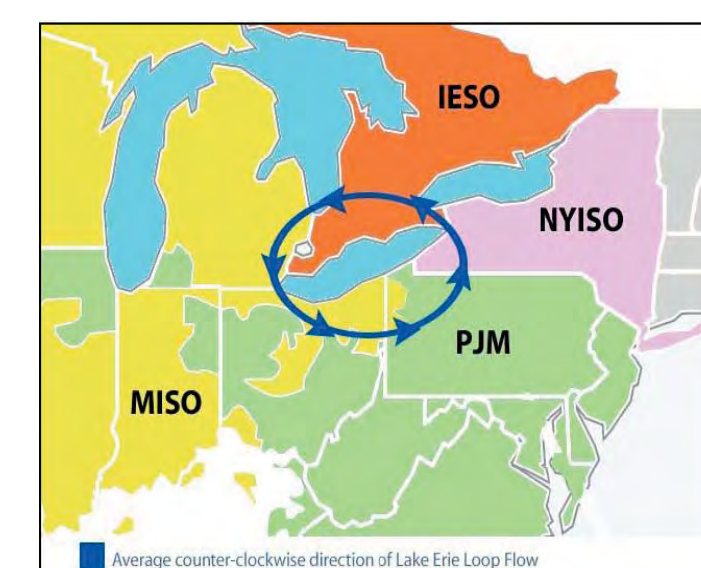 IESO
NYISO
PJM
MISO
Average counter-clockwise direction of Lake Erie Loop Flow